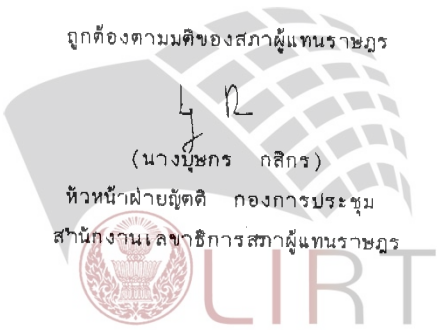 ถูกต้องตามมติของสภาผู้แทนราษฎร
(นางบุษกร กสิกร)
หัวหน้าฝ่ายญัตติ กองการประชุม
สำนักงานเลขาธิการสภาผู้แทนราษฎร
LIRT